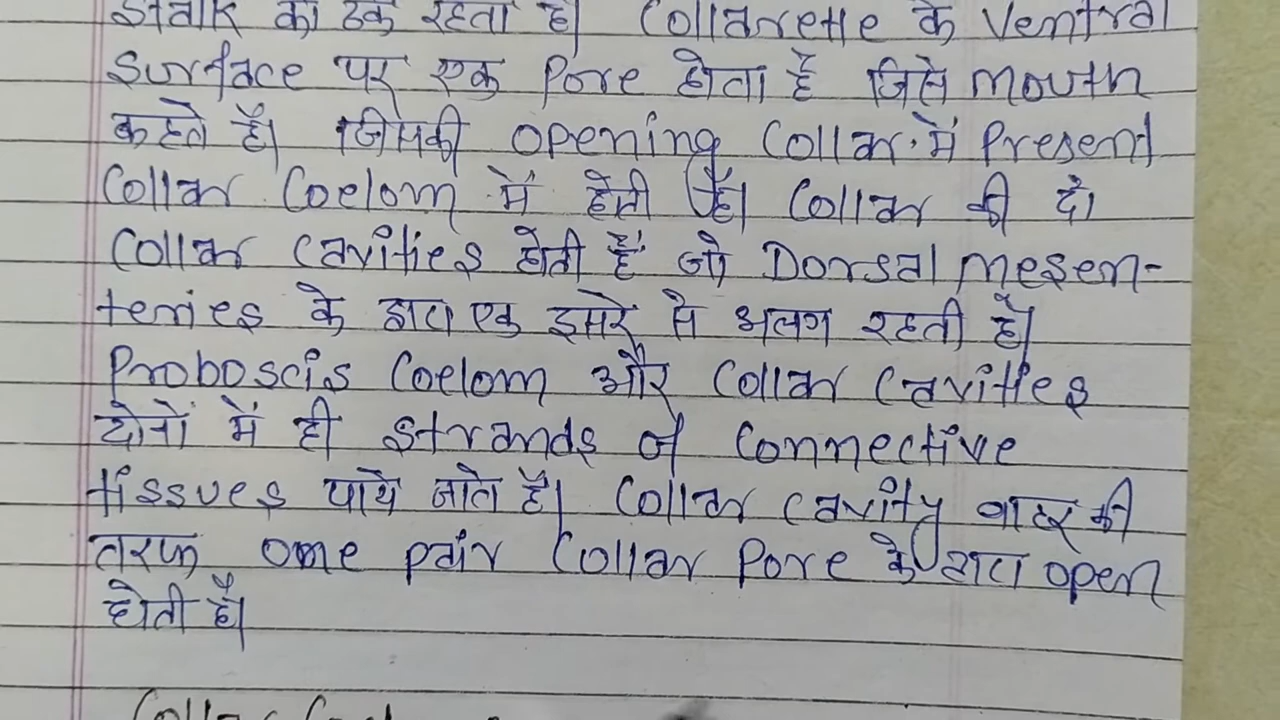 Stalk को ढके रहता है। Collarette के Ventral
Surface पर एक Pore होता है जिसे mouth
कहते है। जिसकी opening Collar में Present
Collar Coelom में होती है। Collar की दो
Collar Cavities होती है जो Dorsal mesen-
teries के द्वारा एक दूसरे से अलग रहती है।
Proboscis Coelom और Collar Cavities
दोनों में ही strands of Connective
tissues पाये जाते है। Collar cavity बाहर की
तरफ one pair Collar Pore के द्वारा open
होती है।